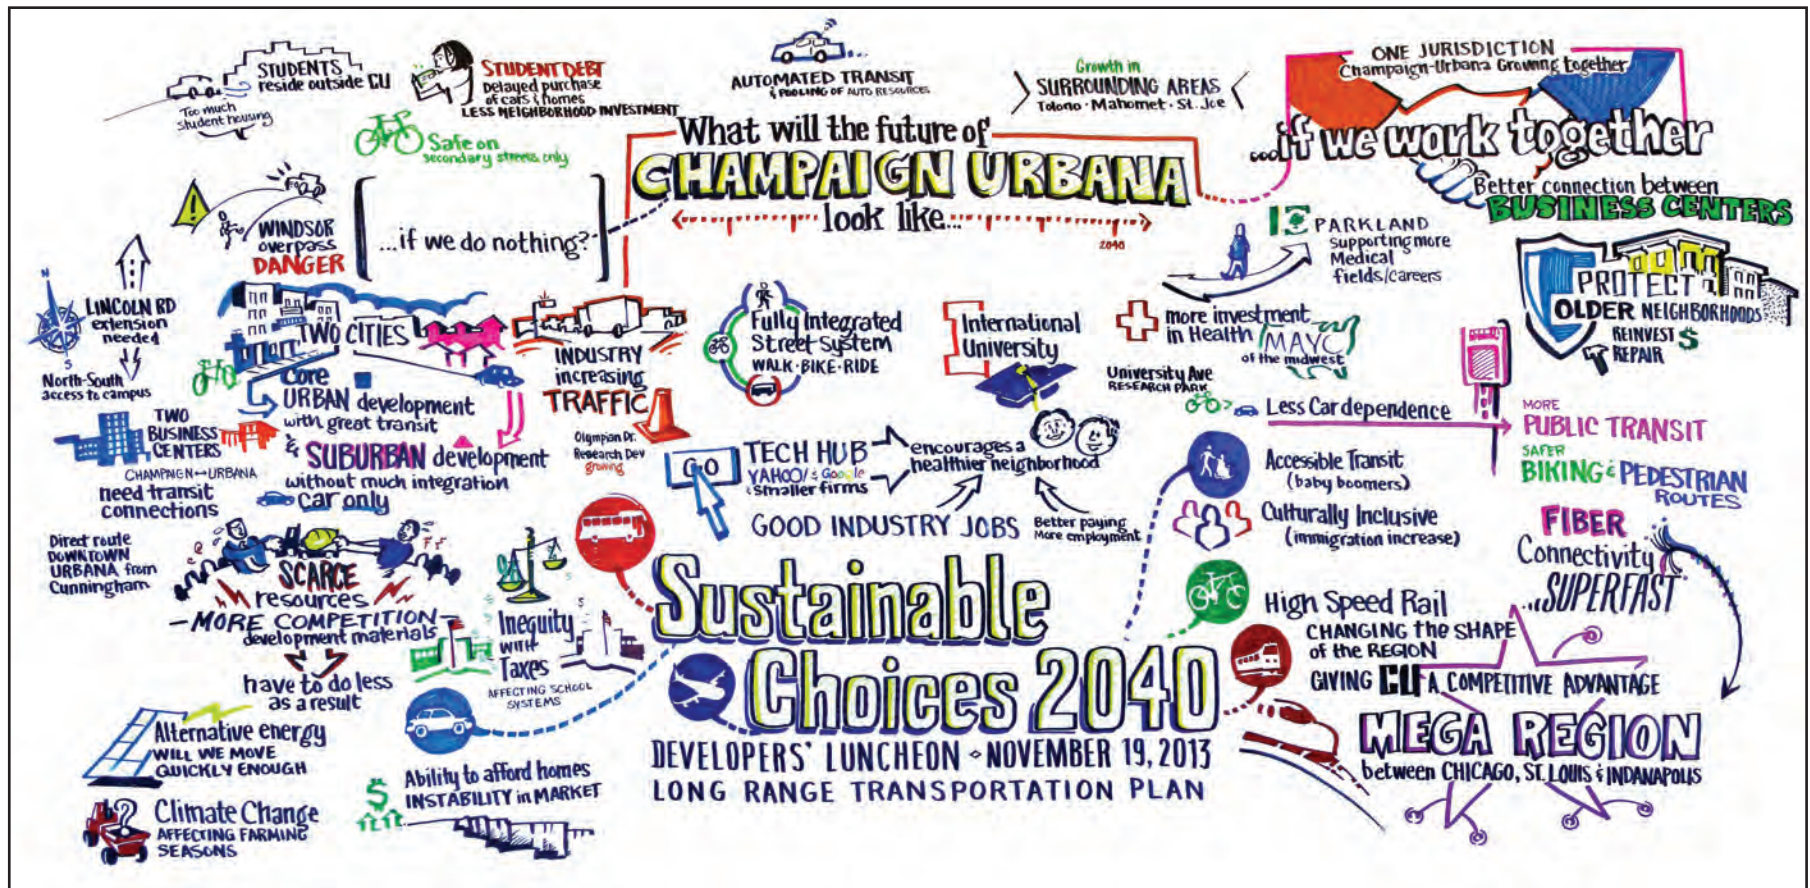 STUDENTS
reside outside CU
Too much
student housing
STUDENT DEBT
Delayed purchase
of cars & homes
LESS NEIGHBORHOOD INVESTMENT
Safe on
secondary streets only
AUTOMATED TRANSIT
& POOLING OF AUTO RESOURCES
Growth in
SURROUNDING AREAS
Tolono · Mahomet · St. Joe
ONE JURISDICTION
Champaign-Urbana Growing together
What will the future of
CHAMPAIGN URBANA
look like...
2040
...if we do nothing?
...if we work together
Better connection between
BUSINESS CENTERS
WINDSOR
overpass
DANGER
N
S
LINCOLN RD
extension
needed
North-South
access to campus
TWO CITIES
core
URBAN development
with great transit
& SUBURBAN development
without much integration
car only
TWO
BUSINESS
CENTERS
CHAMPAIGN↔URBANA
need transit
connections
Direct route
DOWNTOWN
URBANA from
Cunningham
INDUSTRY
increasing
TRAFFIC
Olympian Dr.
Research Dev
growing
SCARCE
resources
- MORE COMPETITION -
development materials
have to do less
as a result
Inequity
WITH
Taxes
AFFECTING SCHOOL
SYSTEMS
Alternative energy
WILL WE MOVE
QUICKLY ENOUGH
?
Climate Change
AFFECTING FARMING
SEASONS
$
Ability to afford homes
INSTABILITY in MARKET
Fully Integrated
Street System
WALK · BIKE · RIDE
International
University
GO
TECH HUB
YAHOO! & Google
& smaller firms
encourages a
healthier neighborhood
GOOD INDUSTRY JOBS
Better paying
More employment
PARKLAND
supporting more
Medical
fields/careers
more investment
in Health
MAYO
of the midwest
University Ave
RESEARCH PARK
Less Car dependence
MORE
PUBLIC TRANSIT
SAFER
BIKING & PEDESTRIAN
ROUTES
PROTECT
OLDER NEIGHBORHOODS
REINVEST $
REPAIR
Accessible Transit
(baby boomers)
Culturally Inclusive
(immigration increase)
FIBER
Connectivity
...SUPERFAST
High Speed Rail
CHANGING the SHAPE
of the REGION
GIVING CU A COMPETITIVE ADVANTAGE
MEGA REGION
between CHICAGO, ST. LOUIS & INDIANAPOLIS
Sustainable
Choices 2040
DEVELOPERS' LUNCHEON · NOVEMBER 19, 2013
LONG RANGE TRANSPORTATION PLAN